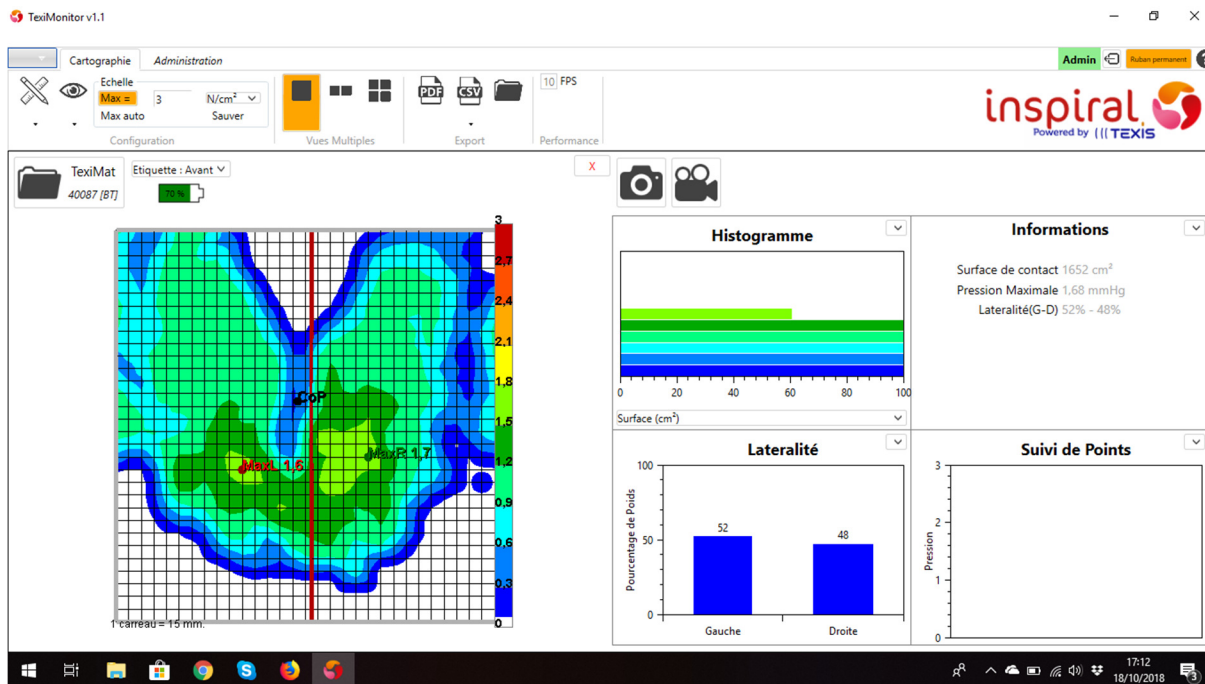 TexiMonitor v1.1
Cartographie Administration
Admin Ruban permanent ?
Echelle
Max = 3 N/cm²
Max auto Sauver
Configuration
Vues Multiples
PDF CSV
Export
10 FPS
Performance
inspiral
Powered by (((TEXIS
TexiMat
40087 [BT]
Etiquette : Avant
70 %
X
3
2,7
2,4
2,1
1,8
1,5
1,2
0,9
0,6
0,3
0
CoP
MaxL 1,6
MaxR 1,7
1 carreau = 15 mm.
Histogramme
0 20 40 60 80 100
Surface (cm²)
Informations
Surface de contact 1652 cm²
Pression Maximale 1,68 mmHg
Lateralité(G-D) 52% - 48%
Lateralité
Pourcentage de Poids
100
50
0
52
48
Gauche Droite
Suivi de Points
Pression
3
2
1
0
17:12
18/10/2018
3